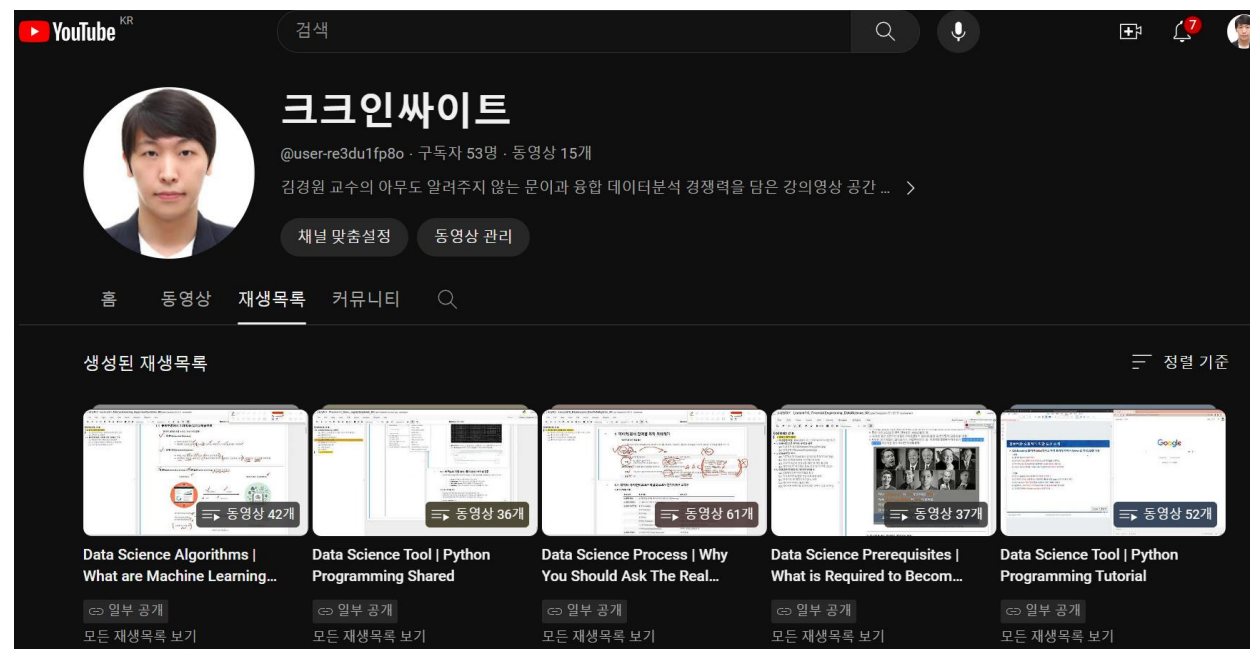 YouTube KR
검색
7
크크인싸이트
@user-re3du1fp8o · 구독자 53명 · 동영상 15개
김경원 교수의 아무도 알려주지 않는 문이과 융합 데이터분석 경쟁력을 담은 강의영상 공간 ...
채널 맞춤설정 동영상 관리
홈 동영상 재생목록 커뮤니티
생성된 재생목록 정렬 기준
Google
동영상 42개 동영상 36개 동영상 61개 동영상 37개 동영상 52개
Data Science Algorithms | Data Science Tool | Python Data Science Process | Why Data Science Prerequisites | Data Science Tool | Python
What are Machine Learning... Programming Shared You Should Ask The Real... What is Required to Becom... Programming Tutorial
일부 공개 일부 공개 일부 공개 일부 공개 일부 공개
모든 재생목록 보기 모든 재생목록 보기 모든 재생목록 보기 모든 재생목록 보기 모든 재생목록 보기